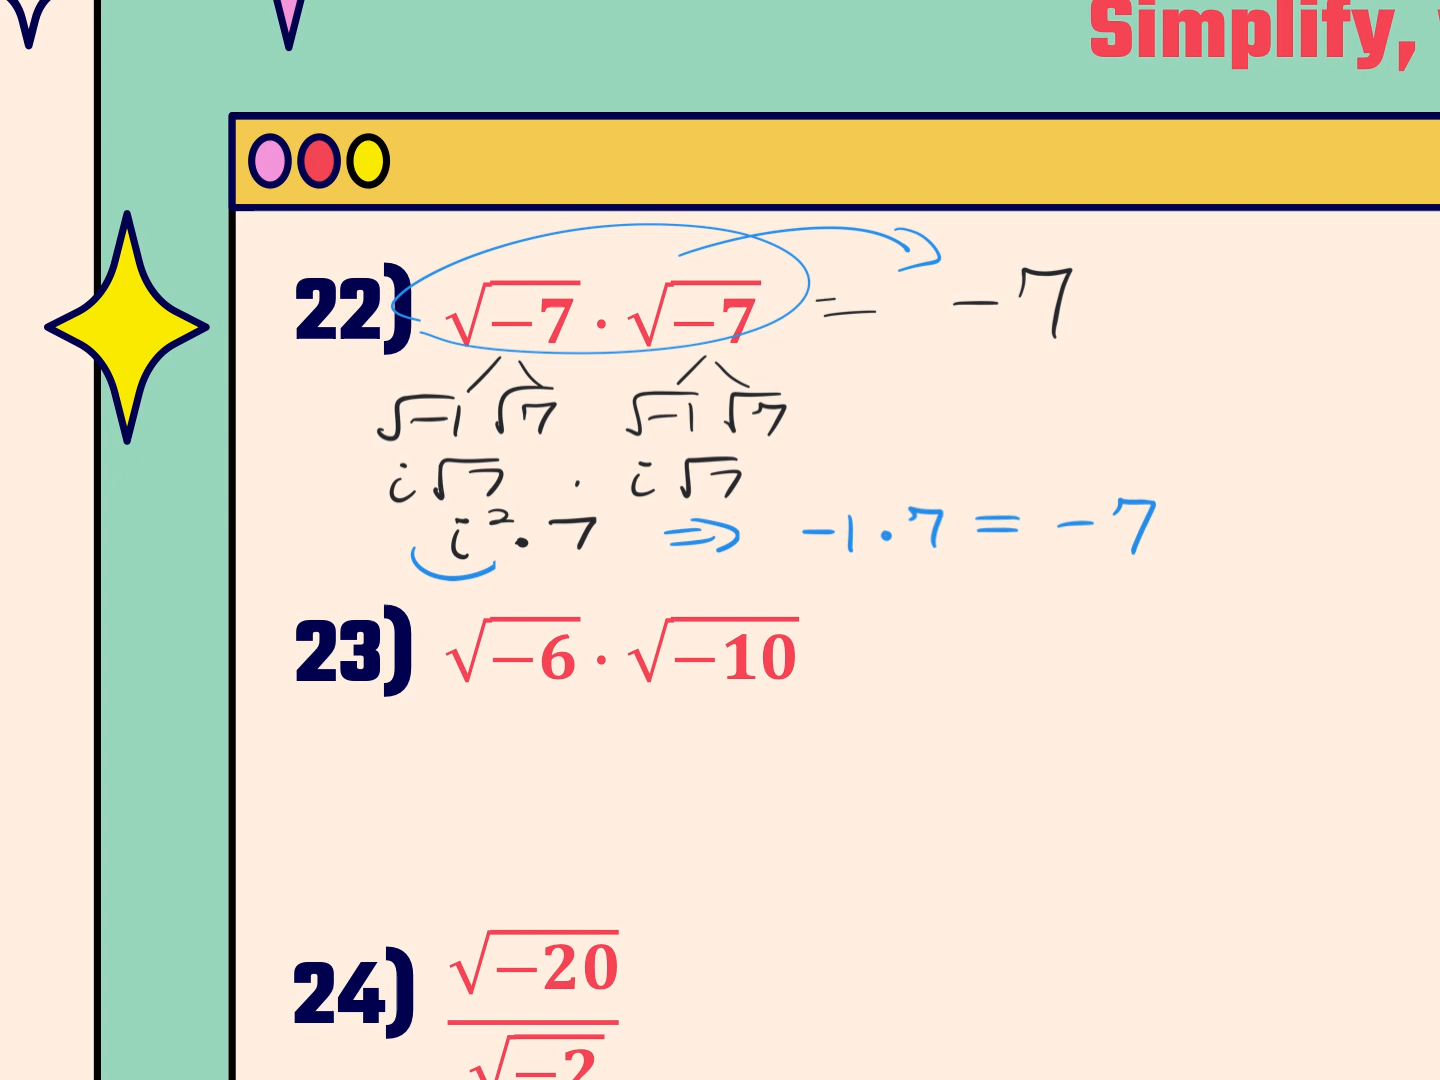 Simplify,
22) √−7 · √−7 = −7
√−1 √7 √−1 √7
i√7 · i√7
i² · 7 ⇒ −1 · 7 = −7
23) √−6 · √−10
24) √−20
√−2